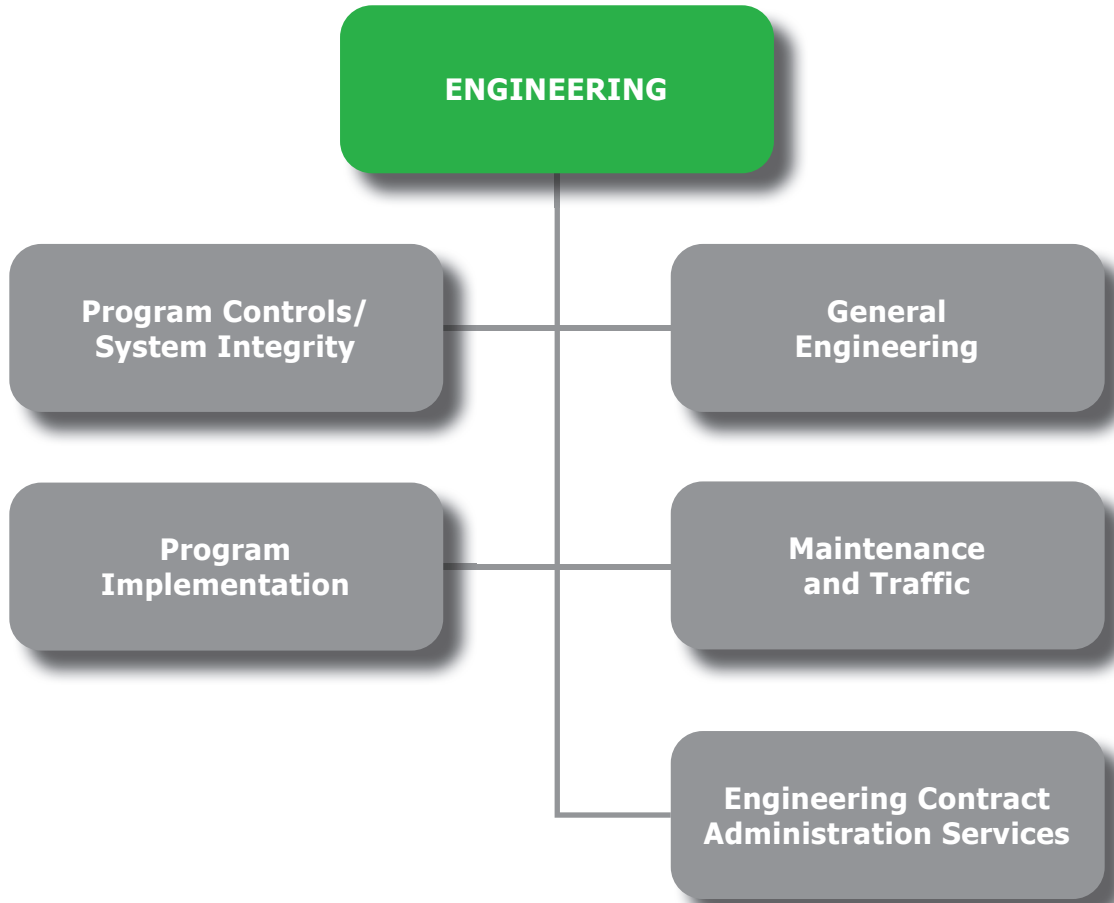 ENGINEERING
Program Controls/
System Integrity
General
Engineering
Program
Implementation
Maintenance
and Traffic
Engineering Contract
Administration Services